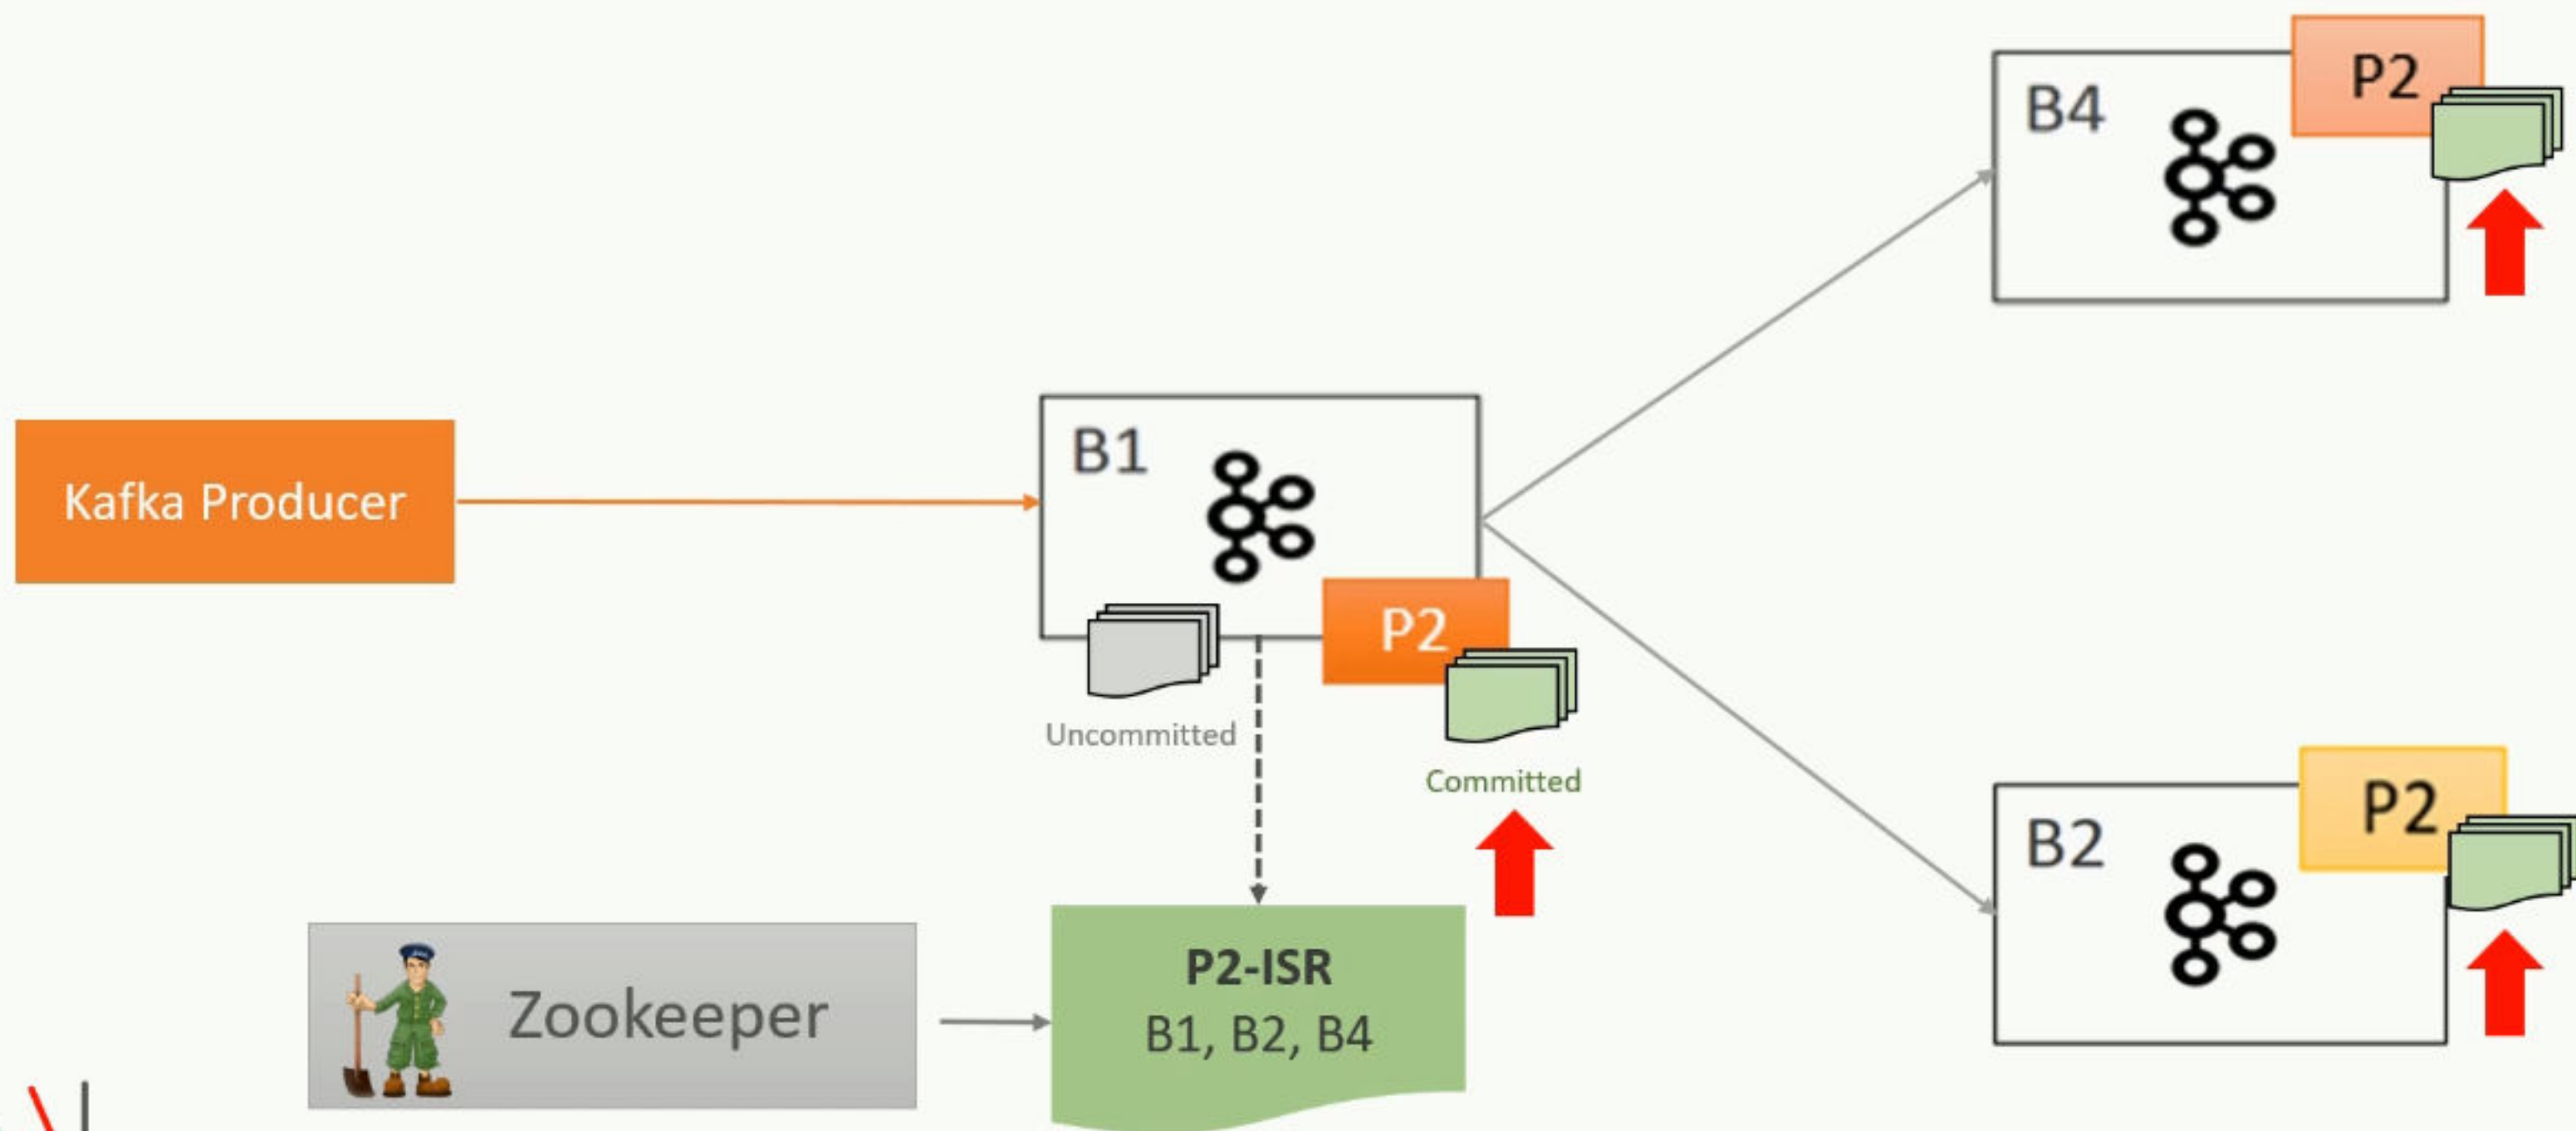 B4
P2
Kafka Producer
B1
P2
Uncommitted
Committed
B2
P2
Zookeeper
P2-ISR
B1, B2, B4